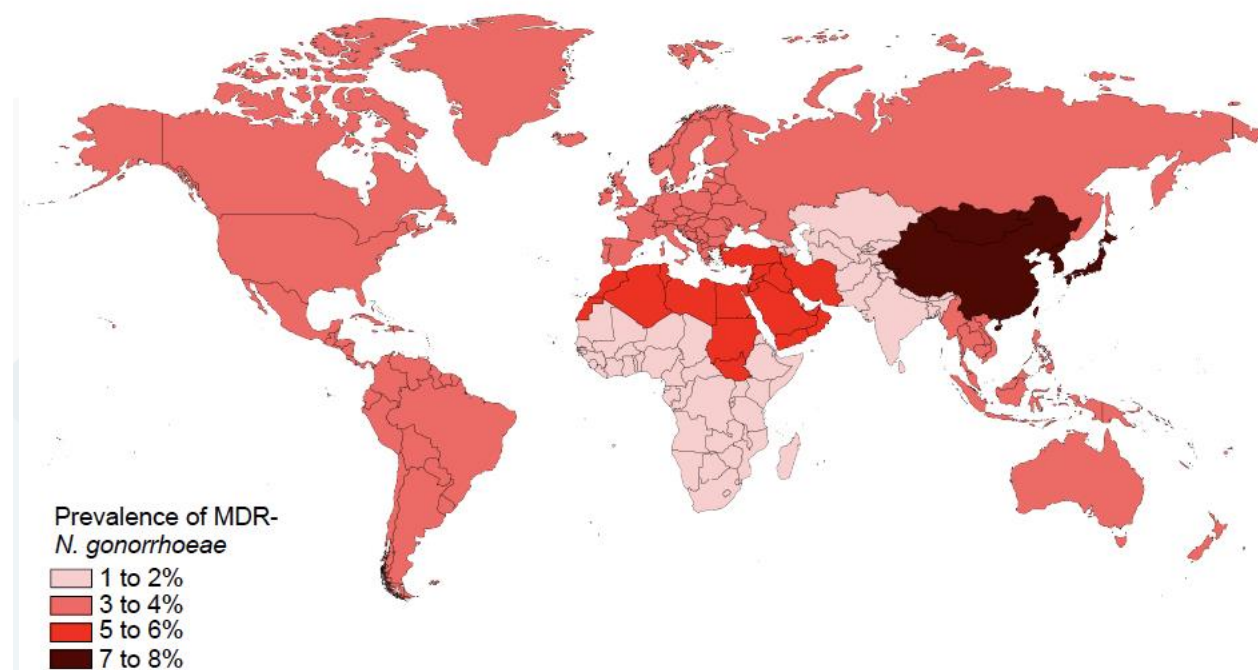 Prevalence of MDR-
N. gonorrhoeae
1 to 2%
3 to 4%
5 to 6%
7 to 8%